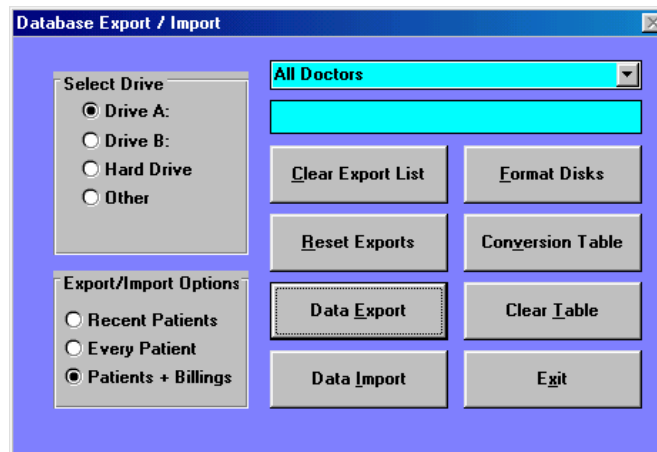 Database Export / Import
Select Drive
Drive A:
Drive B:
Hard Drive
Other
Export/Import Options
Recent Patients
Every Patient
Patients + Billings
All Doctors
Clear Export List
Format Disks
Reset Exports
Conversion Table
Data Export
Clear Table
Data Import
Exit